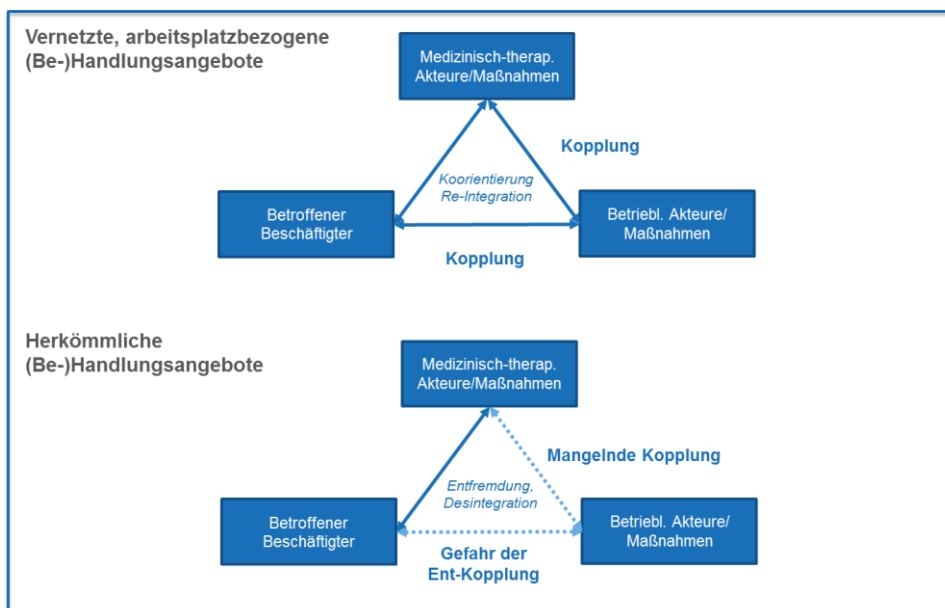 Vernetzte, arbeitsplatzbezogene
(Be-)Handlungsangebote
Medizinisch-therap.
Akteure/Maßnahmen
Kopplung
Koorientierung
Re-Integration
Betroffener
Beschäftigter
Betriebl. Akteure/
Maßnahmen
Kopplung
Herkömmliche
(Be-)Handlungsangebote
Medizinisch-therap.
Akteure/Maßnahmen
Mangelnde Kopplung
Entfremdung,
Desintegration
Betroffener
Beschäftigter
Betriebl. Akteure/
Maßnahmen
Gefahr der
Ent-Kopplung